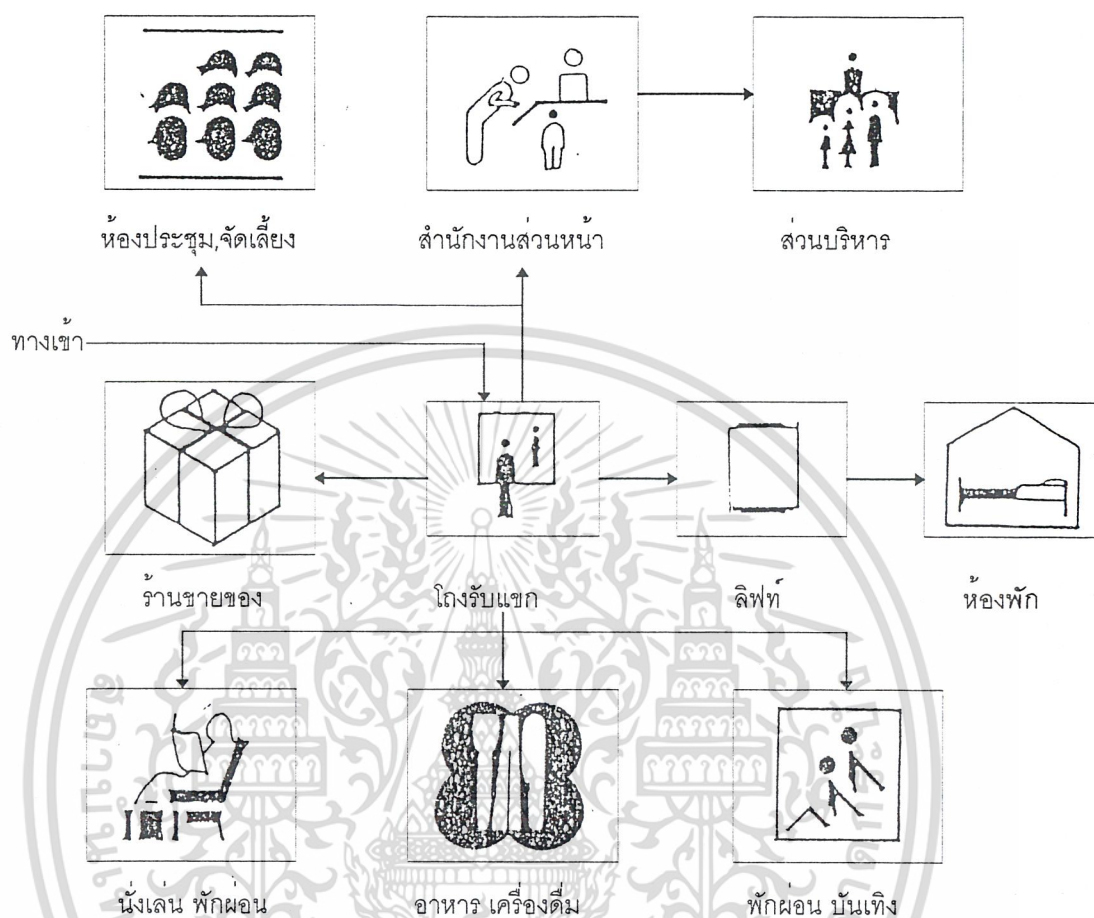 ห้องประชุม,จัดเลี้ยง
สำนักงานส่วนหน้า
ส่วนบริหาร
ทางเข้า
ร้านขายของ
โถงรับแขก
ลิฟท์
ห้องพัก
นั่งเล่น พักผ่อน
อาหาร เครื่องดื่ม
พักผ่อน บันเทิง